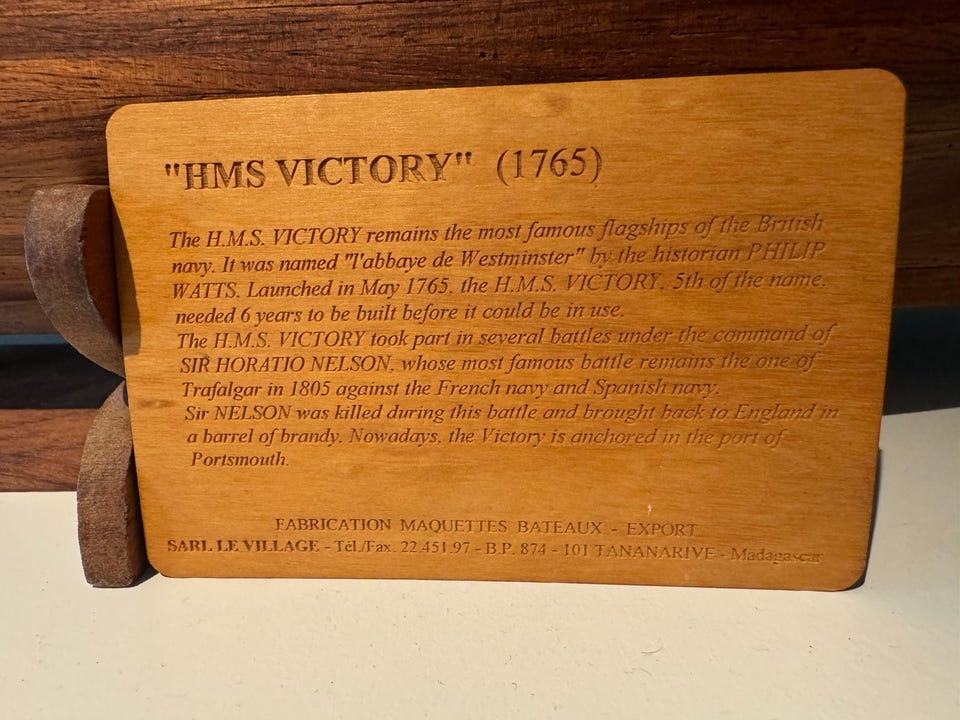 "HMS VICTORY" (1765)
The H.M.S. VICTORY remains the most famous flagships of the British
navy. It was named "l'abbaye de Westminster" by the historian PHILIP
WATTS. Launched in May 1765, the H.M.S. VICTORY, 5th of the name,
needed 6 years to be built before it could be in use.
The H.M.S. VICTORY took part in several battles under the command of
SIR HORATIO NELSON, whose most famous battle remains the one of
Trafalgar in 1805 against the French navy and Spanish navy.
Sir NELSON was killed during this battle and brought back to England in
a barrel of brandy. Nowadays, the Victory is anchored in the port of
Portsmouth.
FABRICATION MAQUETTES BATEAUX - EXPORT
SARL LE VILLAGE - Tél./Fax. 22.451.97 - B.P. 874 - 101 TANANARIVE - Madagascar